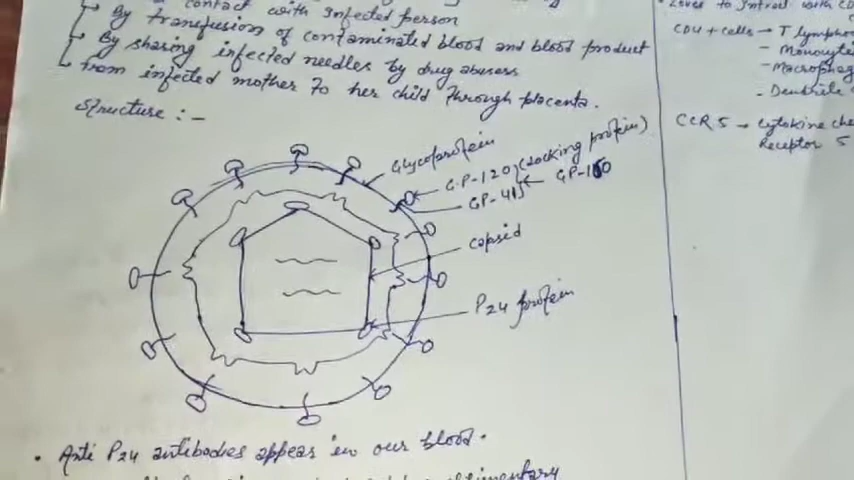 contact with infected person
By transfusion of contaminated blood and blood product
By sharing infected needles by drug abusers
from infected mother to her child through placenta.
Structure :-
Glycoprotein
G.P-120 (Docking protein)
GP-41
GP-160
capsid
P24 protein
• Anti P24 antibodies appears in our blood.
CD4+cells → T lympho
- Monocyte
- Macrophag
- Dendrite
CCR5 → Cytokine che
Receptor 5